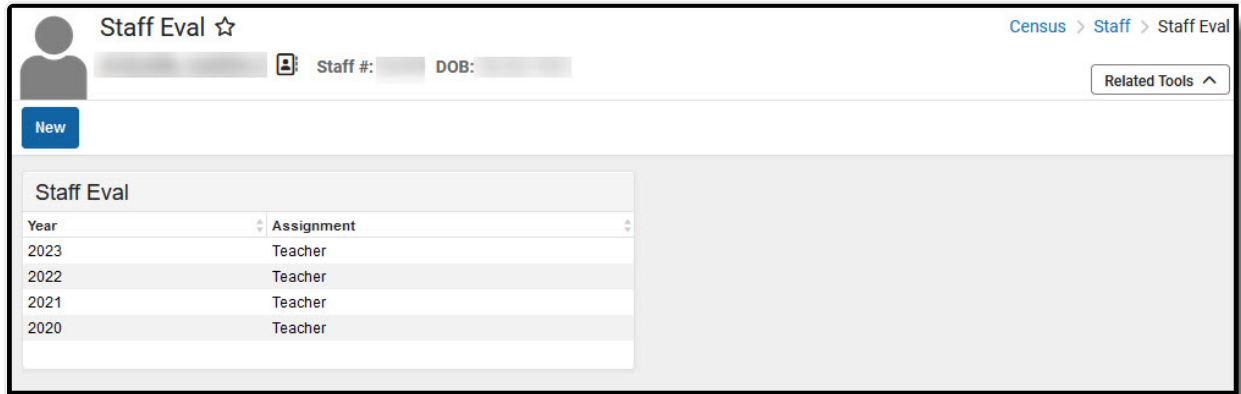 Staff Eval
Census > Staff > Staff Eval
Staff #: DOB:
Related Tools
New
Staff Eval
Year Assignment
2023 Teacher
2022 Teacher
2021 Teacher
2020 Teacher